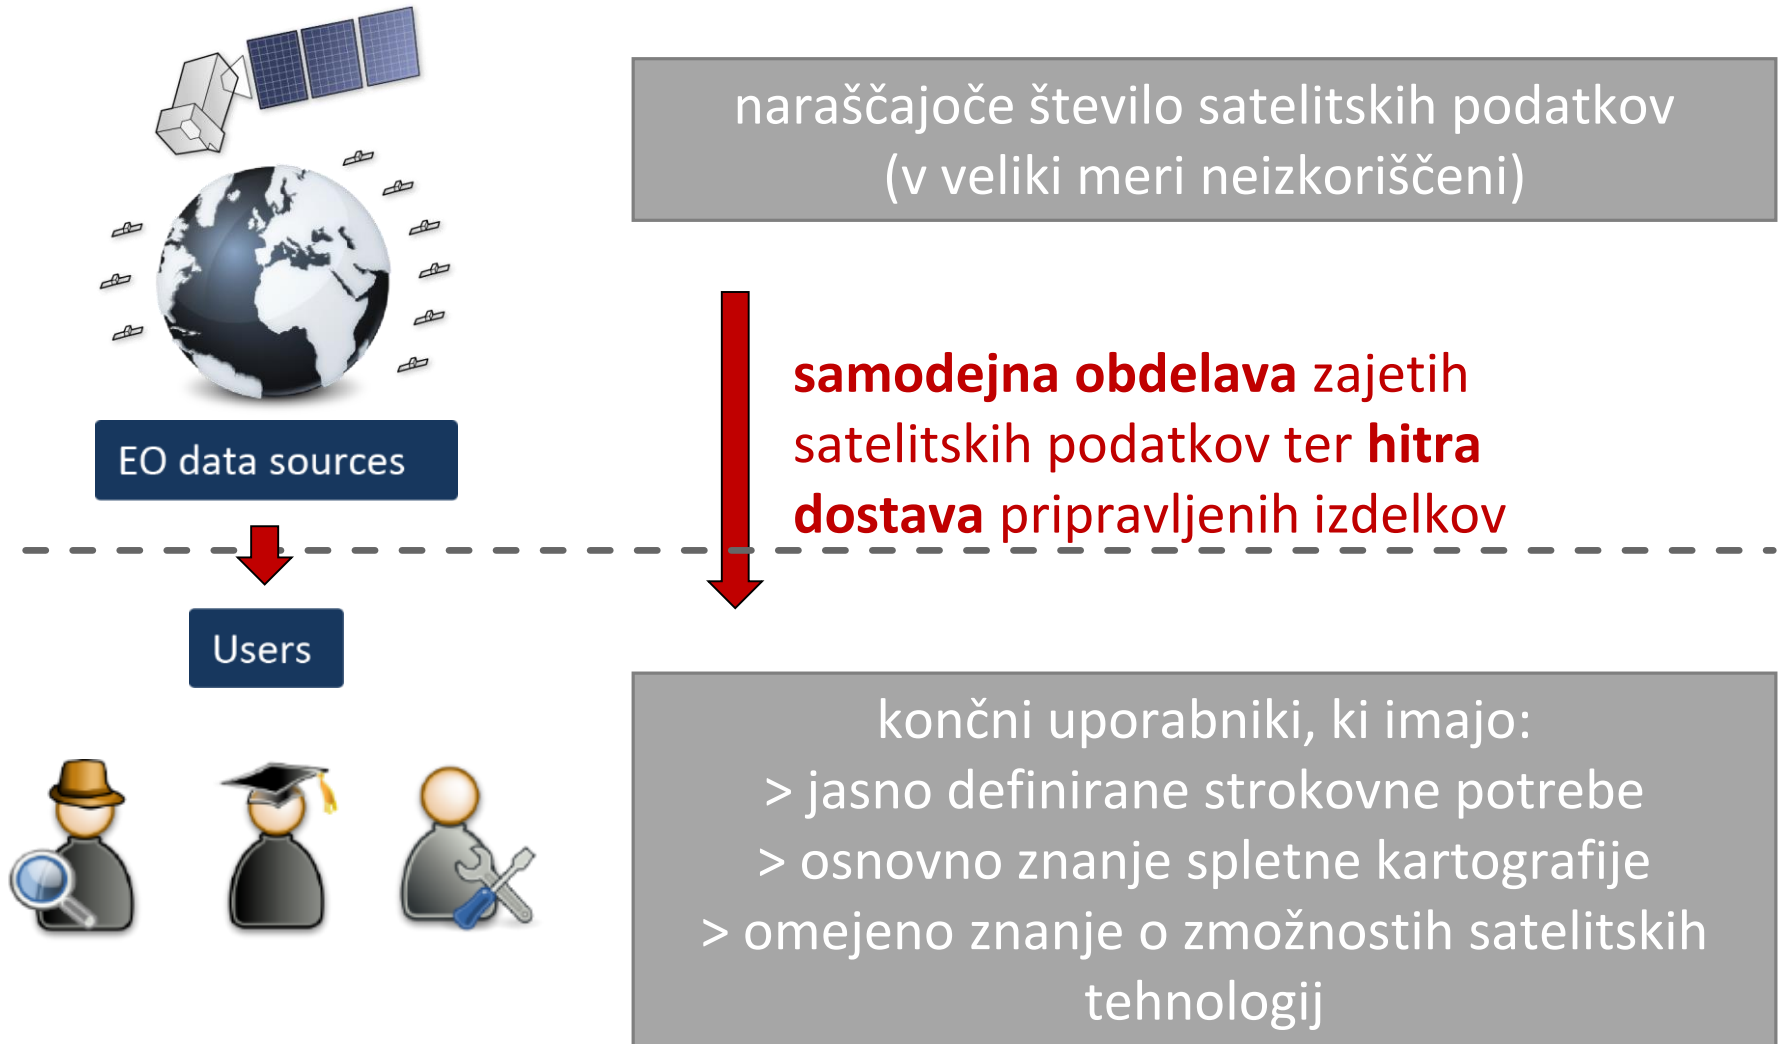 naraščajoče število satelitskih podatkov
(v veliki meri neizkoriščeni)
samodejna obdelava zajetih
satelitskih podatkov ter hitra
dostava pripravljenih izdelkov
EO data sources
Users
končni uporabniki, ki imajo:
> jasno definirane strokovne potrebe
> osnovno znanje spletne kartografije
> omejeno znanje o zmožnostih satelitskih
tehnologij